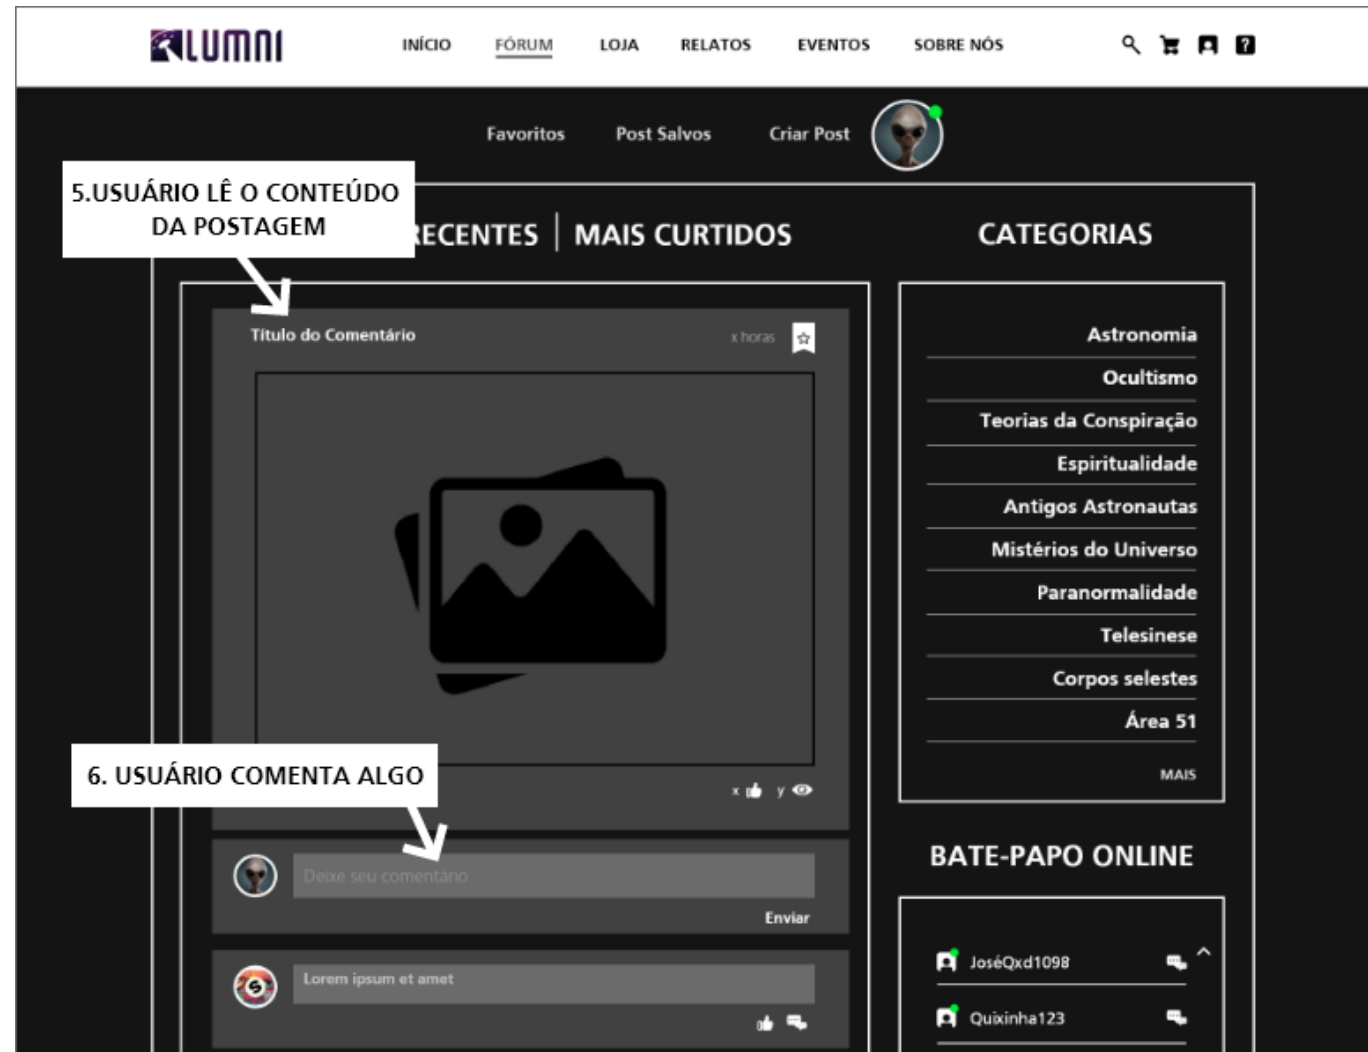 LUMNI
INÍCIO FÓRUM LOJA RELATOS EVENTOS SOBRE NÓS
Favoritos Post Salvos Criar Post
5.USUÁRIO LÊ O CONTEÚDO
DA POSTAGEM
MAIS CURTIDOS
CATEGORIAS
Título do Comentário
x horas
Astronomia
Ocultismo
Teorias da Conspiração
Espiritualidade
Antigos Astronautas
Mistérios do Universo
Paranormalidade
Telesinese
Corpos selestes
Área 51
MAIS
6. USUÁRIO COMENTA ALGO
x y
BATE-PAPO ONLINE
Deixe seu comentário
Enviar
Lorem ipsum et amet
JoséQxd1098
Quixinha123